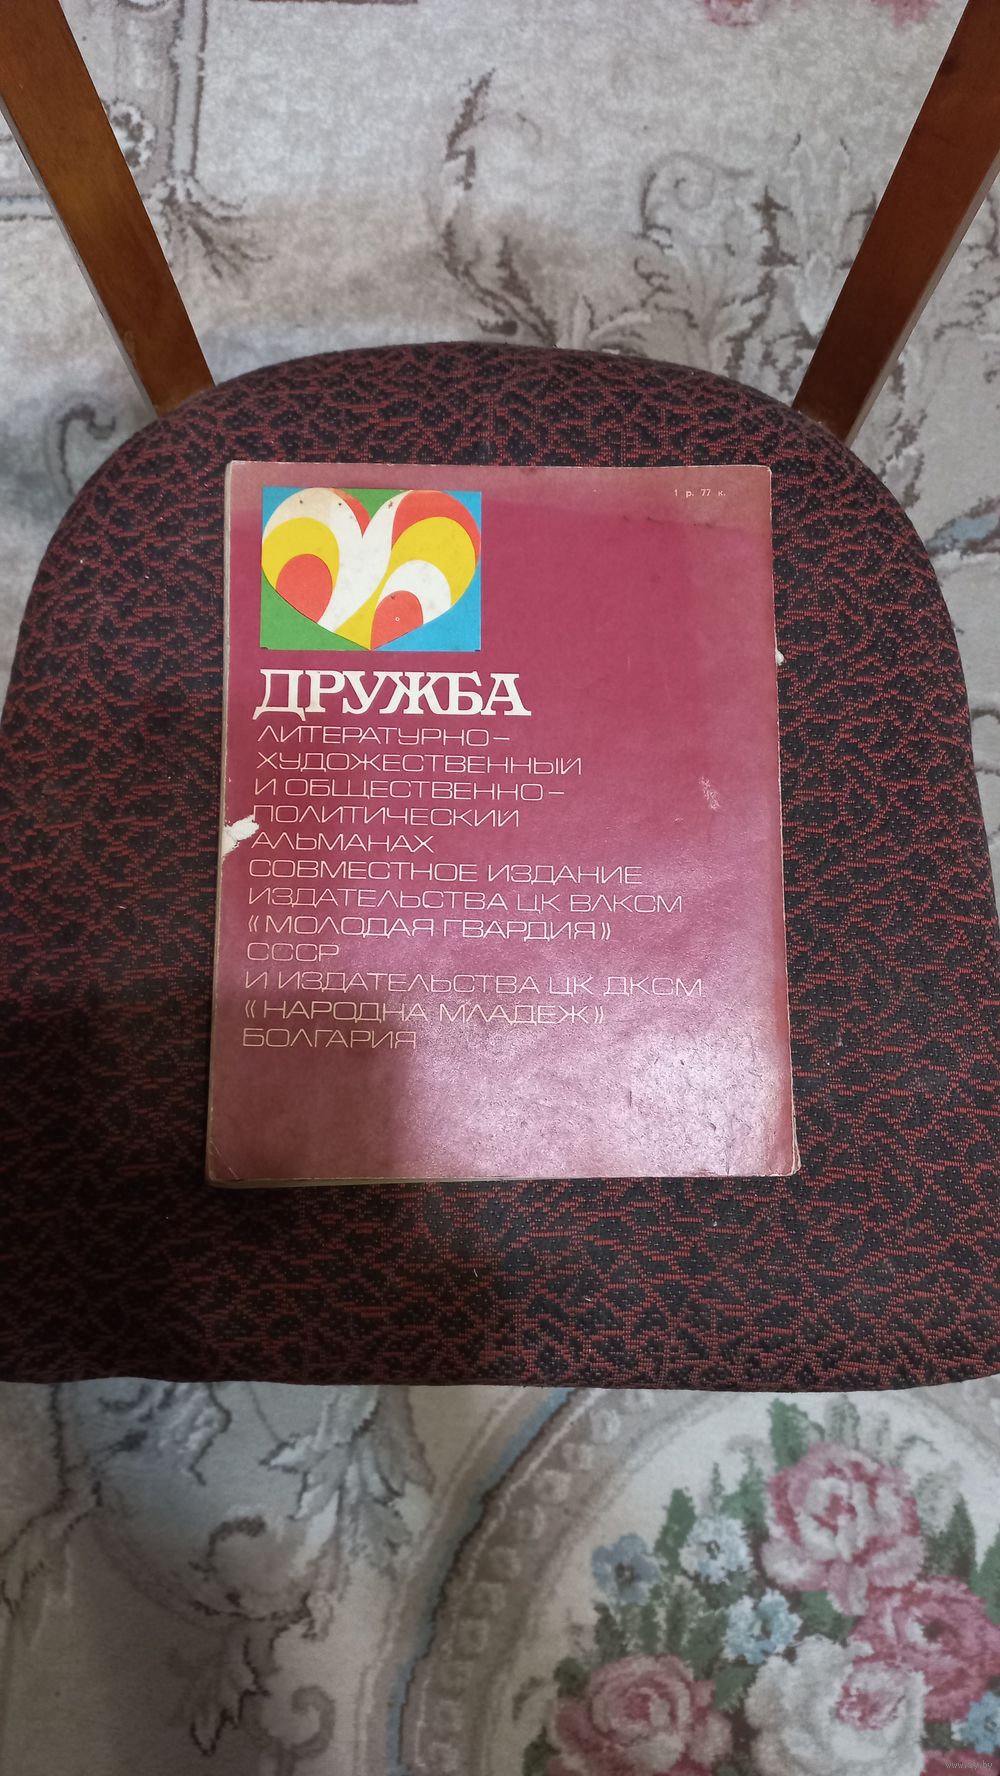 1 р. 77 к.
ДРУЖБА
ЛИТЕРАТУРНО-
ХУДОЖЕСТВЕННЫЙ
И ОБЩЕСТВЕННО-
ПОЛИТИЧЕСКИЙ
АЛЬМАНАХ
СОВМЕСТНОЕ ИЗДАНИЕ
ИЗДАТЕЛЬСТВА ЦК ВЛКСМ
«МОЛОДАЯ ГВАРДИЯ»
СССР
И ИЗДАТЕЛЬСТВА ЦК ДКСМ
«НАРОДНА МЛАДЕЖ»
БОЛГАРИЯ